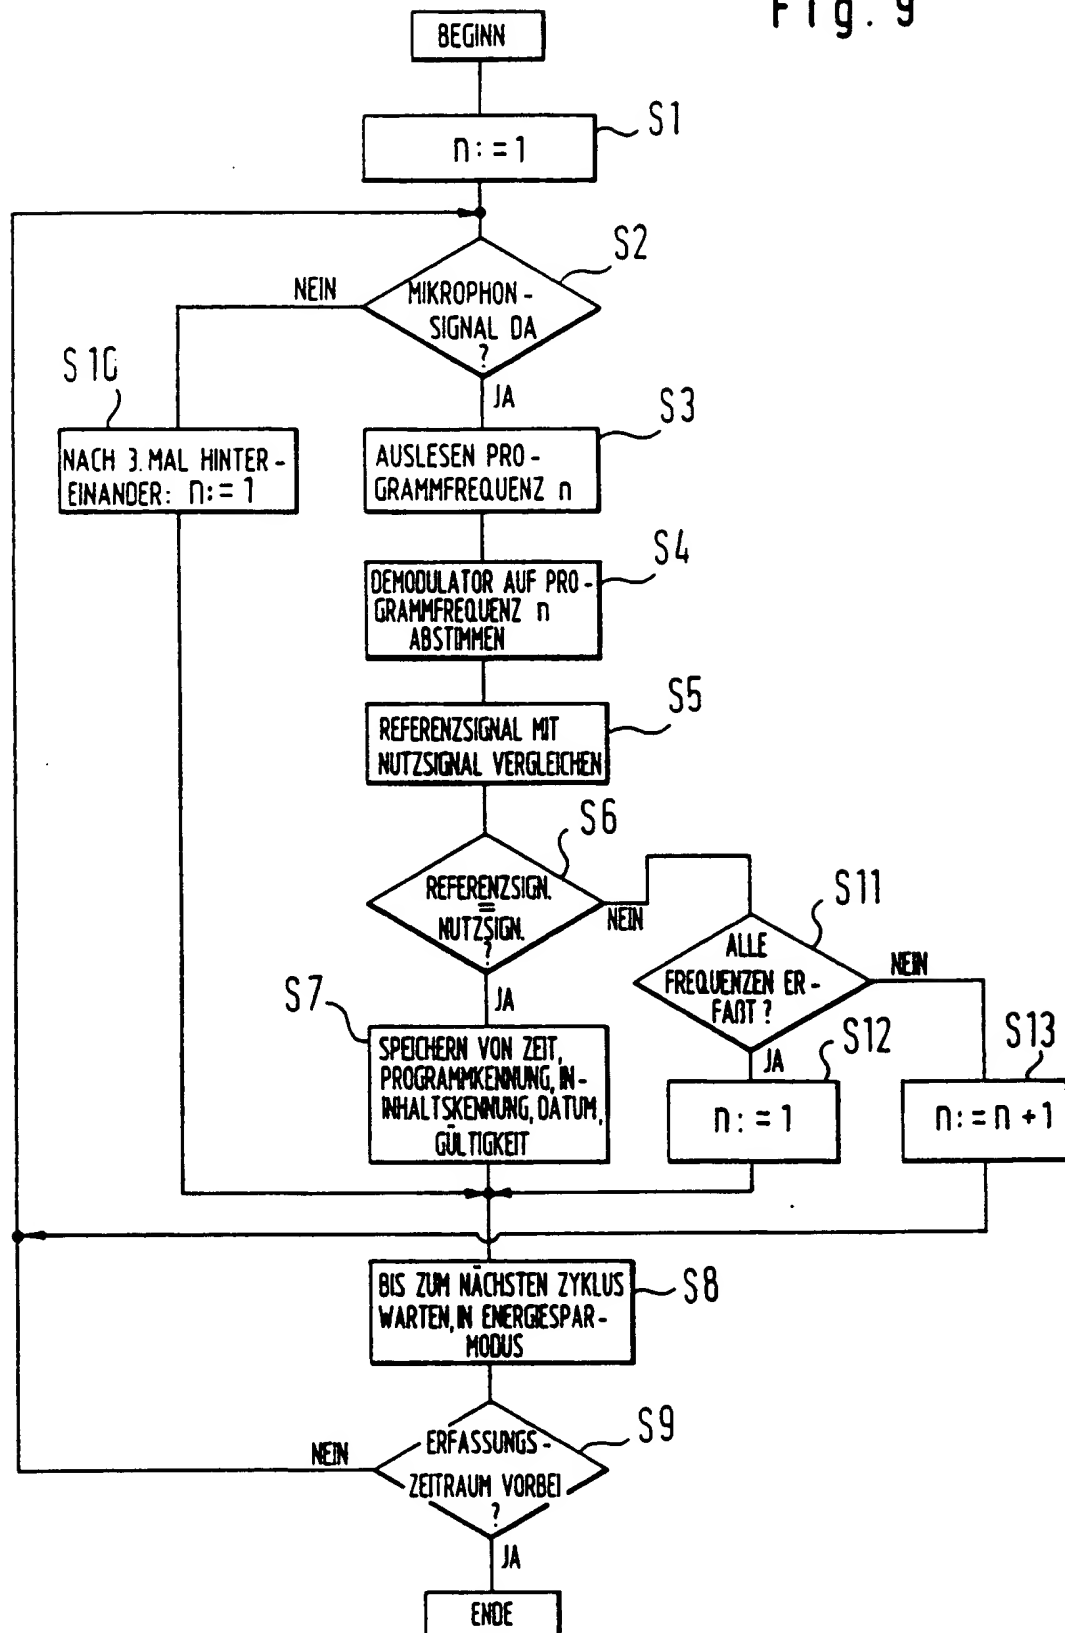 Fig. 9
BEGINN
n:=1
S1
S2
NEIN
MIKROPHON-
SIGNAL DA
?
JA
S10
NACH 3.MAL HINTER-
EINANDER: n:=1
S3
AUSLESEN PRO-
GRAMMFREQUENZ n
S4
DEMODULATOR AUF PRO-
GRAMMFREQUENZ n
ABSTIMMEN
S5
REFERENZSIGNAL MIT
NUTZSIGNAL VERGLEICHEN
S6
REFERENZSIGN.
=
NUTZSIGN.
?
NEIN
JA
S11
ALLE
FREQUENZEN ER-
FAßT ?
NEIN
JA
S7
SPEICHERN VON ZEIT,
PROGRAMMKENNUNG, IN-
INHALTSKENNUNG, DATUM,
GÜLTIGKEIT
S12
n:=1
S13
n:=n+1
S8
BIS ZUM NÄCHSTEN ZYKLUS
WARTEN, IN ENERGIESPAR-
MODUS
S9
NEIN
ERFASSUNGS-
ZEITRAUM VORBEI
?
JA
ENDE